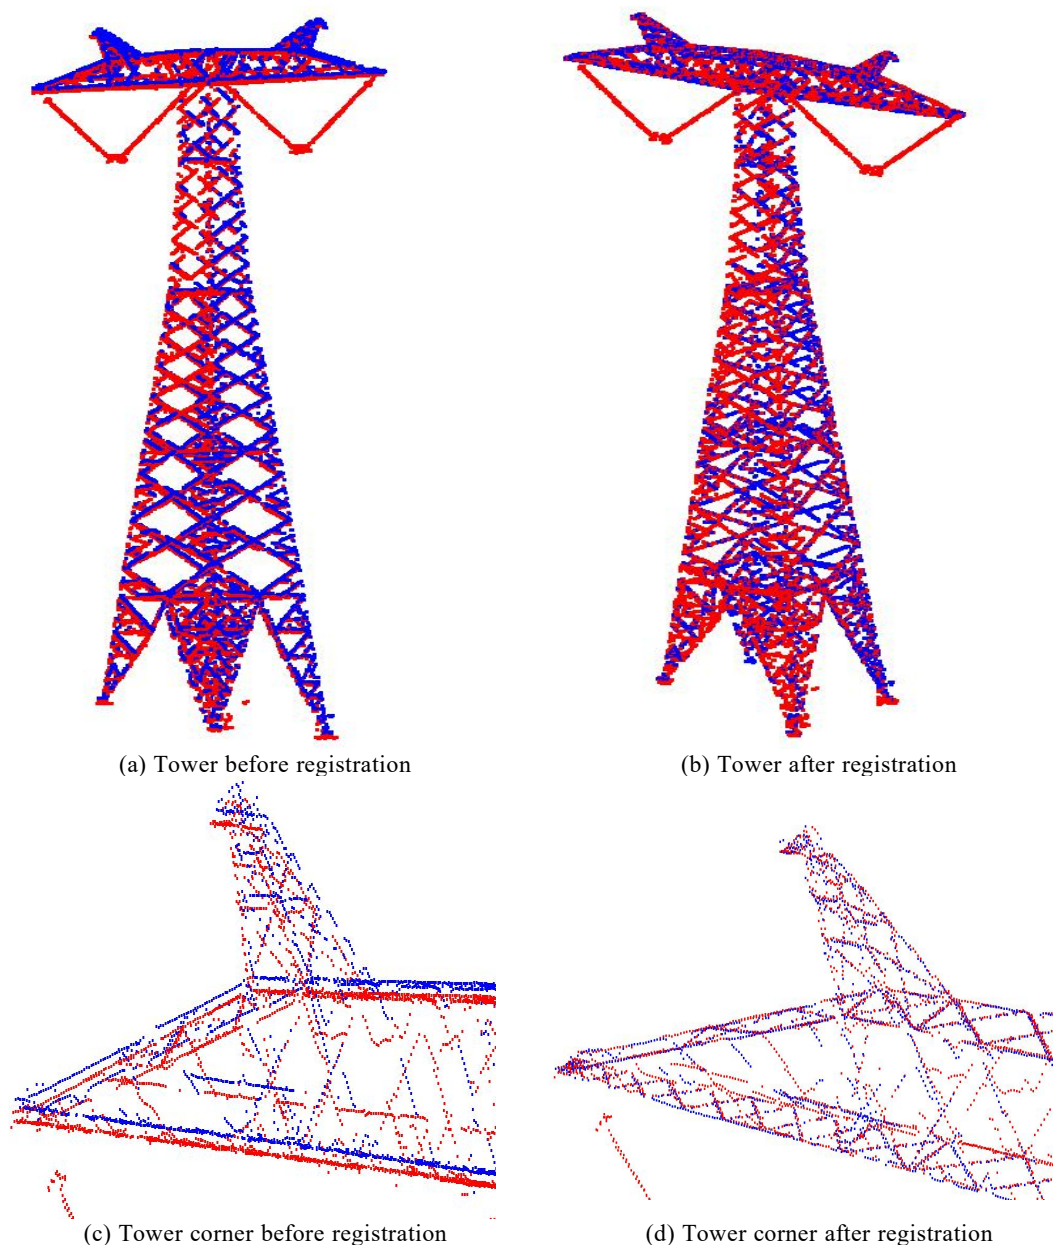 (a) Tower before registration
(b) Tower after registration
(c) Tower corner before registration
(d) Tower corner after registration